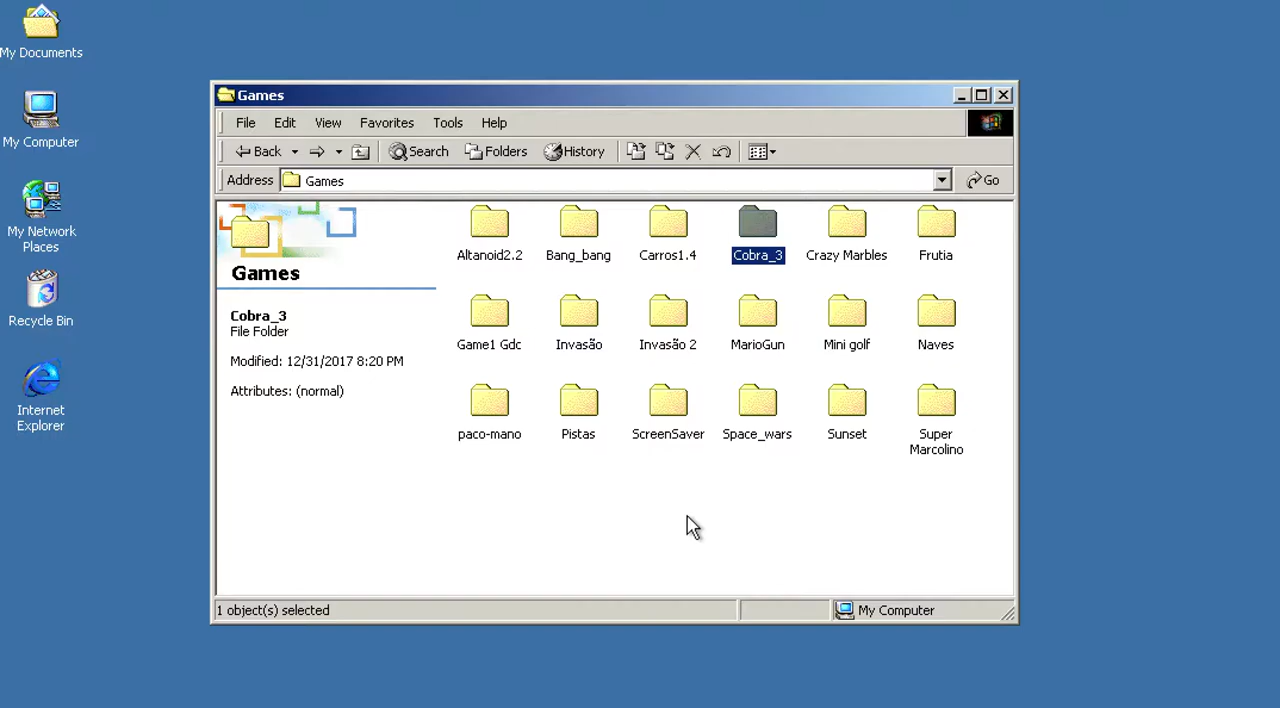 My Documents
My Computer
My Network
Places
Recycle Bin
Internet
Explorer
Games
File Edit View Favorites Tools Help
Back Search Folders History
Address Games Go
Games
Cobra_3
File Folder
Modified: 12/31/2017 8:20 PM
Attributes: (normal)
Altanoid2.2 Bang_bang Carros1.4 Cobra_3 Crazy Marbles Frutia
Game1 Gdc Invasão Invasão 2 MarioGun Mini golf Naves
paco-mano Pistas ScreenSaver Space_wars Sunset Super
Marcolino
1 object(s) selected My Computer